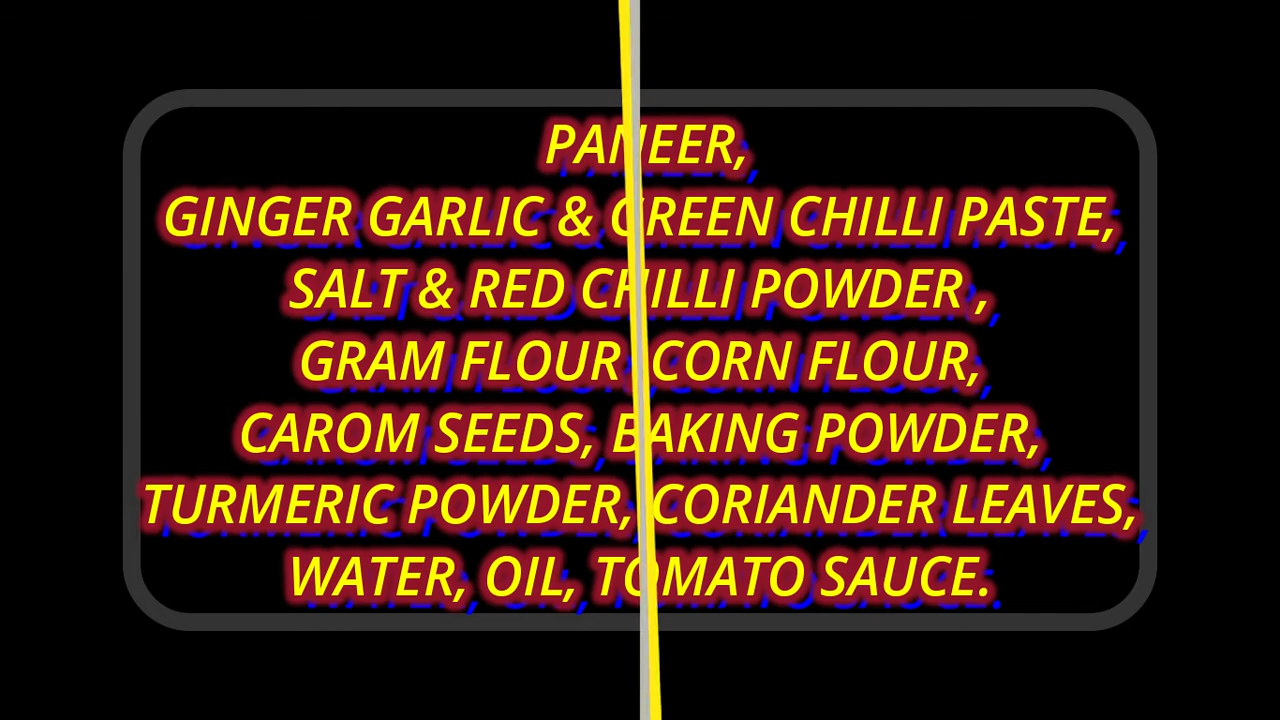 PANEER,
GINGER GARLIC & GREEN CHILLI PASTE,
SALT & RED CHILLI POWDER ,
GRAM FLOUR, CORN FLOUR,
CAROM SEEDS, BAKING POWDER,
TURMERIC POWDER, CORIANDER LEAVES,
WATER, OIL, TOMATO SAUCE.